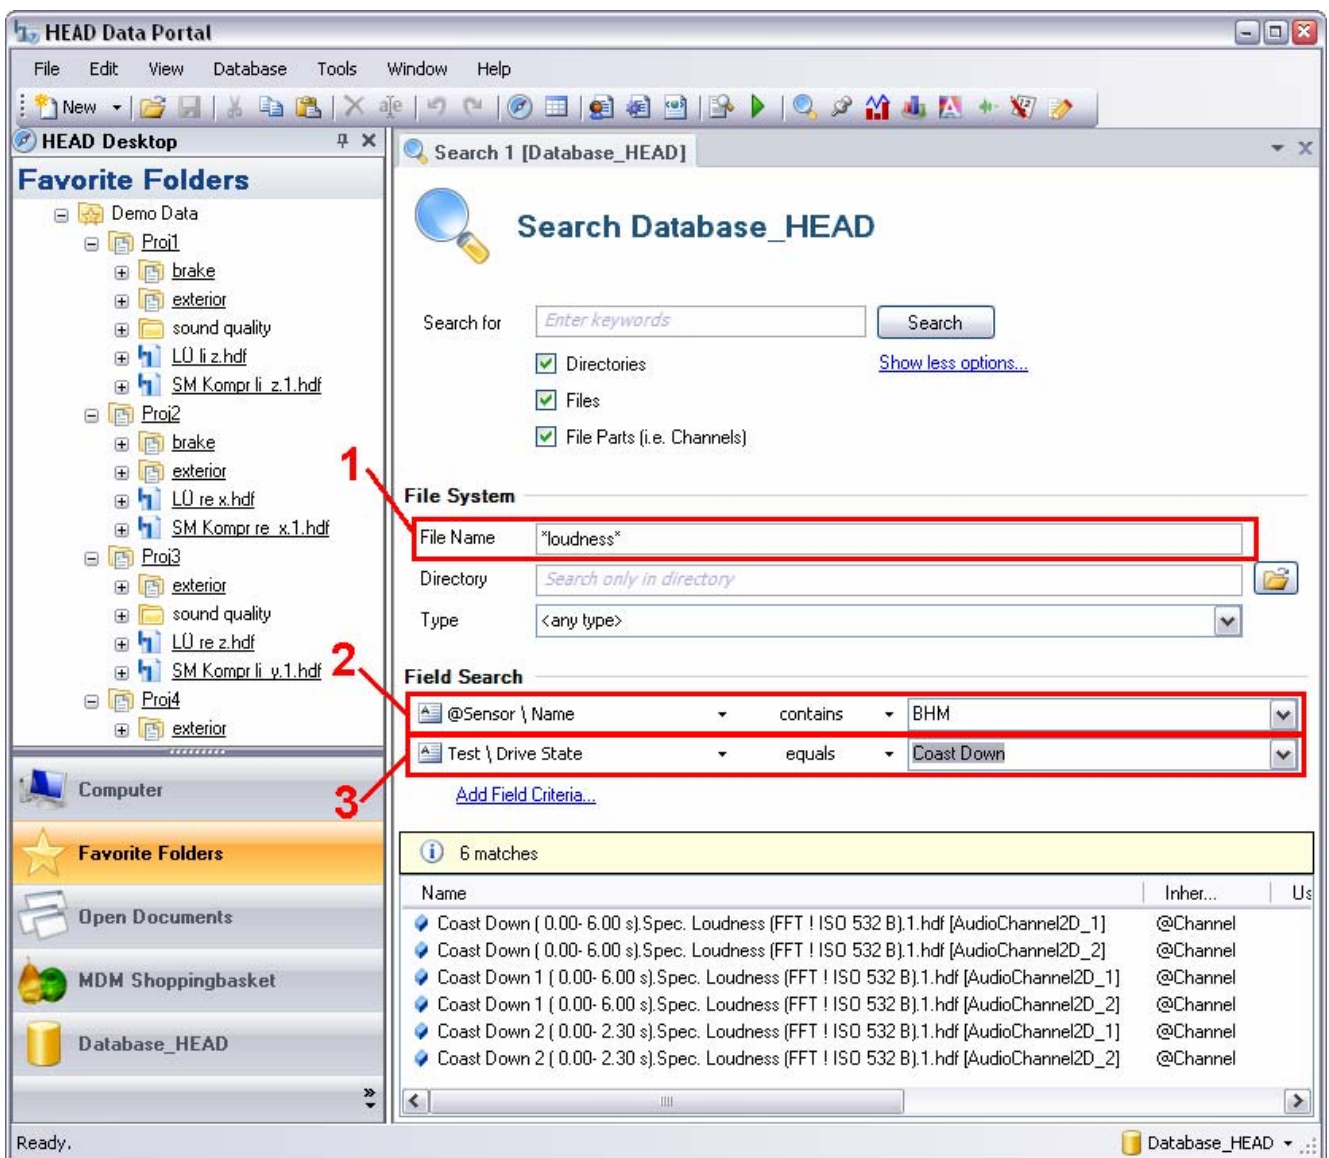 HEAD Data Portal
File Edit View Database Tools Window Help
New
HEAD Desktop
Favorite Folders
Demo Data
Proj1
brake
exterior
sound quality
LÜ li z.hdf
SM Kompr li z.1.hdf
Proj2
brake
exterior
LÜ re x.hdf
SM Kompr re x.1.hdf
Proj3
exterior
sound quality
LÜ re z.hdf
SM Kompr li y.1.hdf
Proj4
exterior
Computer
Favorite Folders
Open Documents
MDM Shoppingbasket
Database_HEAD
Search 1 [Database_HEAD]
Search Database_HEAD
Search for Enter keywords Search
Directories Show less options...
Files
File Parts (i.e. Channels)
1
File System
File Name *loudness*
Directory Search only in directory
Type <any type>
2
Field Search
@Sensor \ Name contains BHM
Test \ Drive State equals Coast Down
3
Add Field Criteria...
6 matches
Name Inher... Us
Coast Down ( 0.00- 6.00 s).Spec. Loudness (FFT ! ISO 532 B).1.hdf [AudioChannel2D_1] @Channel
Coast Down ( 0.00- 6.00 s).Spec. Loudness (FFT ! ISO 532 B).1.hdf [AudioChannel2D_2] @Channel
Coast Down 1 ( 0.00- 6.00 s).Spec. Loudness (FFT ! ISO 532 B).1.hdf [AudioChannel2D_1] @Channel
Coast Down 1 ( 0.00- 6.00 s).Spec. Loudness (FFT ! ISO 532 B).1.hdf [AudioChannel2D_2] @Channel
Coast Down 2 ( 0.00- 2.30 s).Spec. Loudness (FFT ! ISO 532 B).1.hdf [AudioChannel2D_1] @Channel
Coast Down 2 ( 0.00- 2.30 s).Spec. Loudness (FFT ! ISO 532 B).1.hdf [AudioChannel2D_2] @Channel
Ready. Database_HEAD